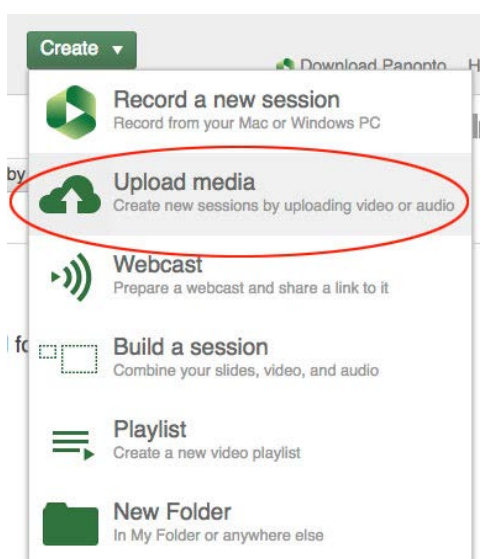 Create
Download Panopto H
Record a new session
Record from your Mac or Windows PC
by
Upload media
Create new sessions by uploading video or audio
Webcast
Prepare a webcast and share a link to it
Build a session
Combine your slides, video, and audio
Playlist
Create a new video playlist
New Folder
In My Folder or anywhere else